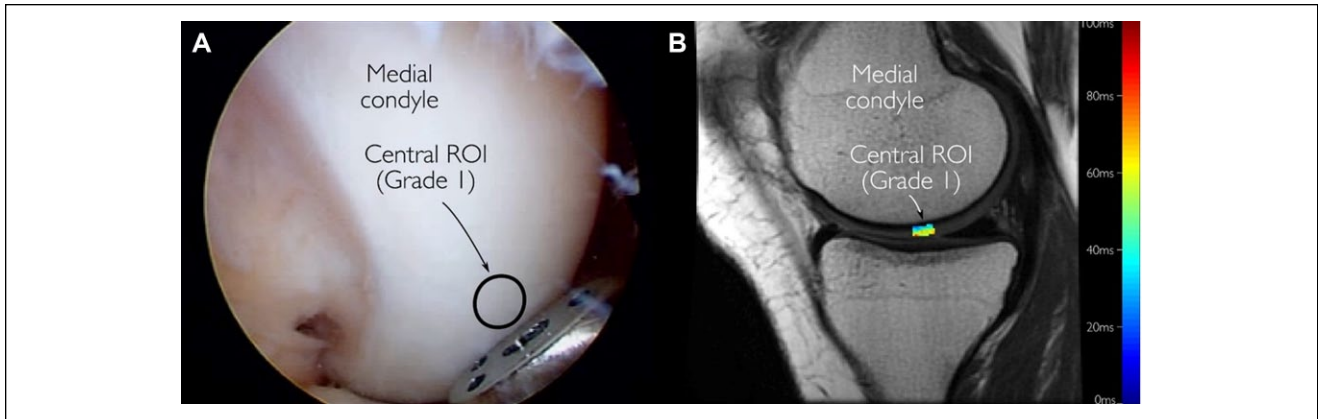 A
Medial
condyle
Central ROI
(Grade 1)
B
Medial
condyle
Central ROI
(Grade 1)
100ms
80ms
60ms
40ms
20ms
0ms